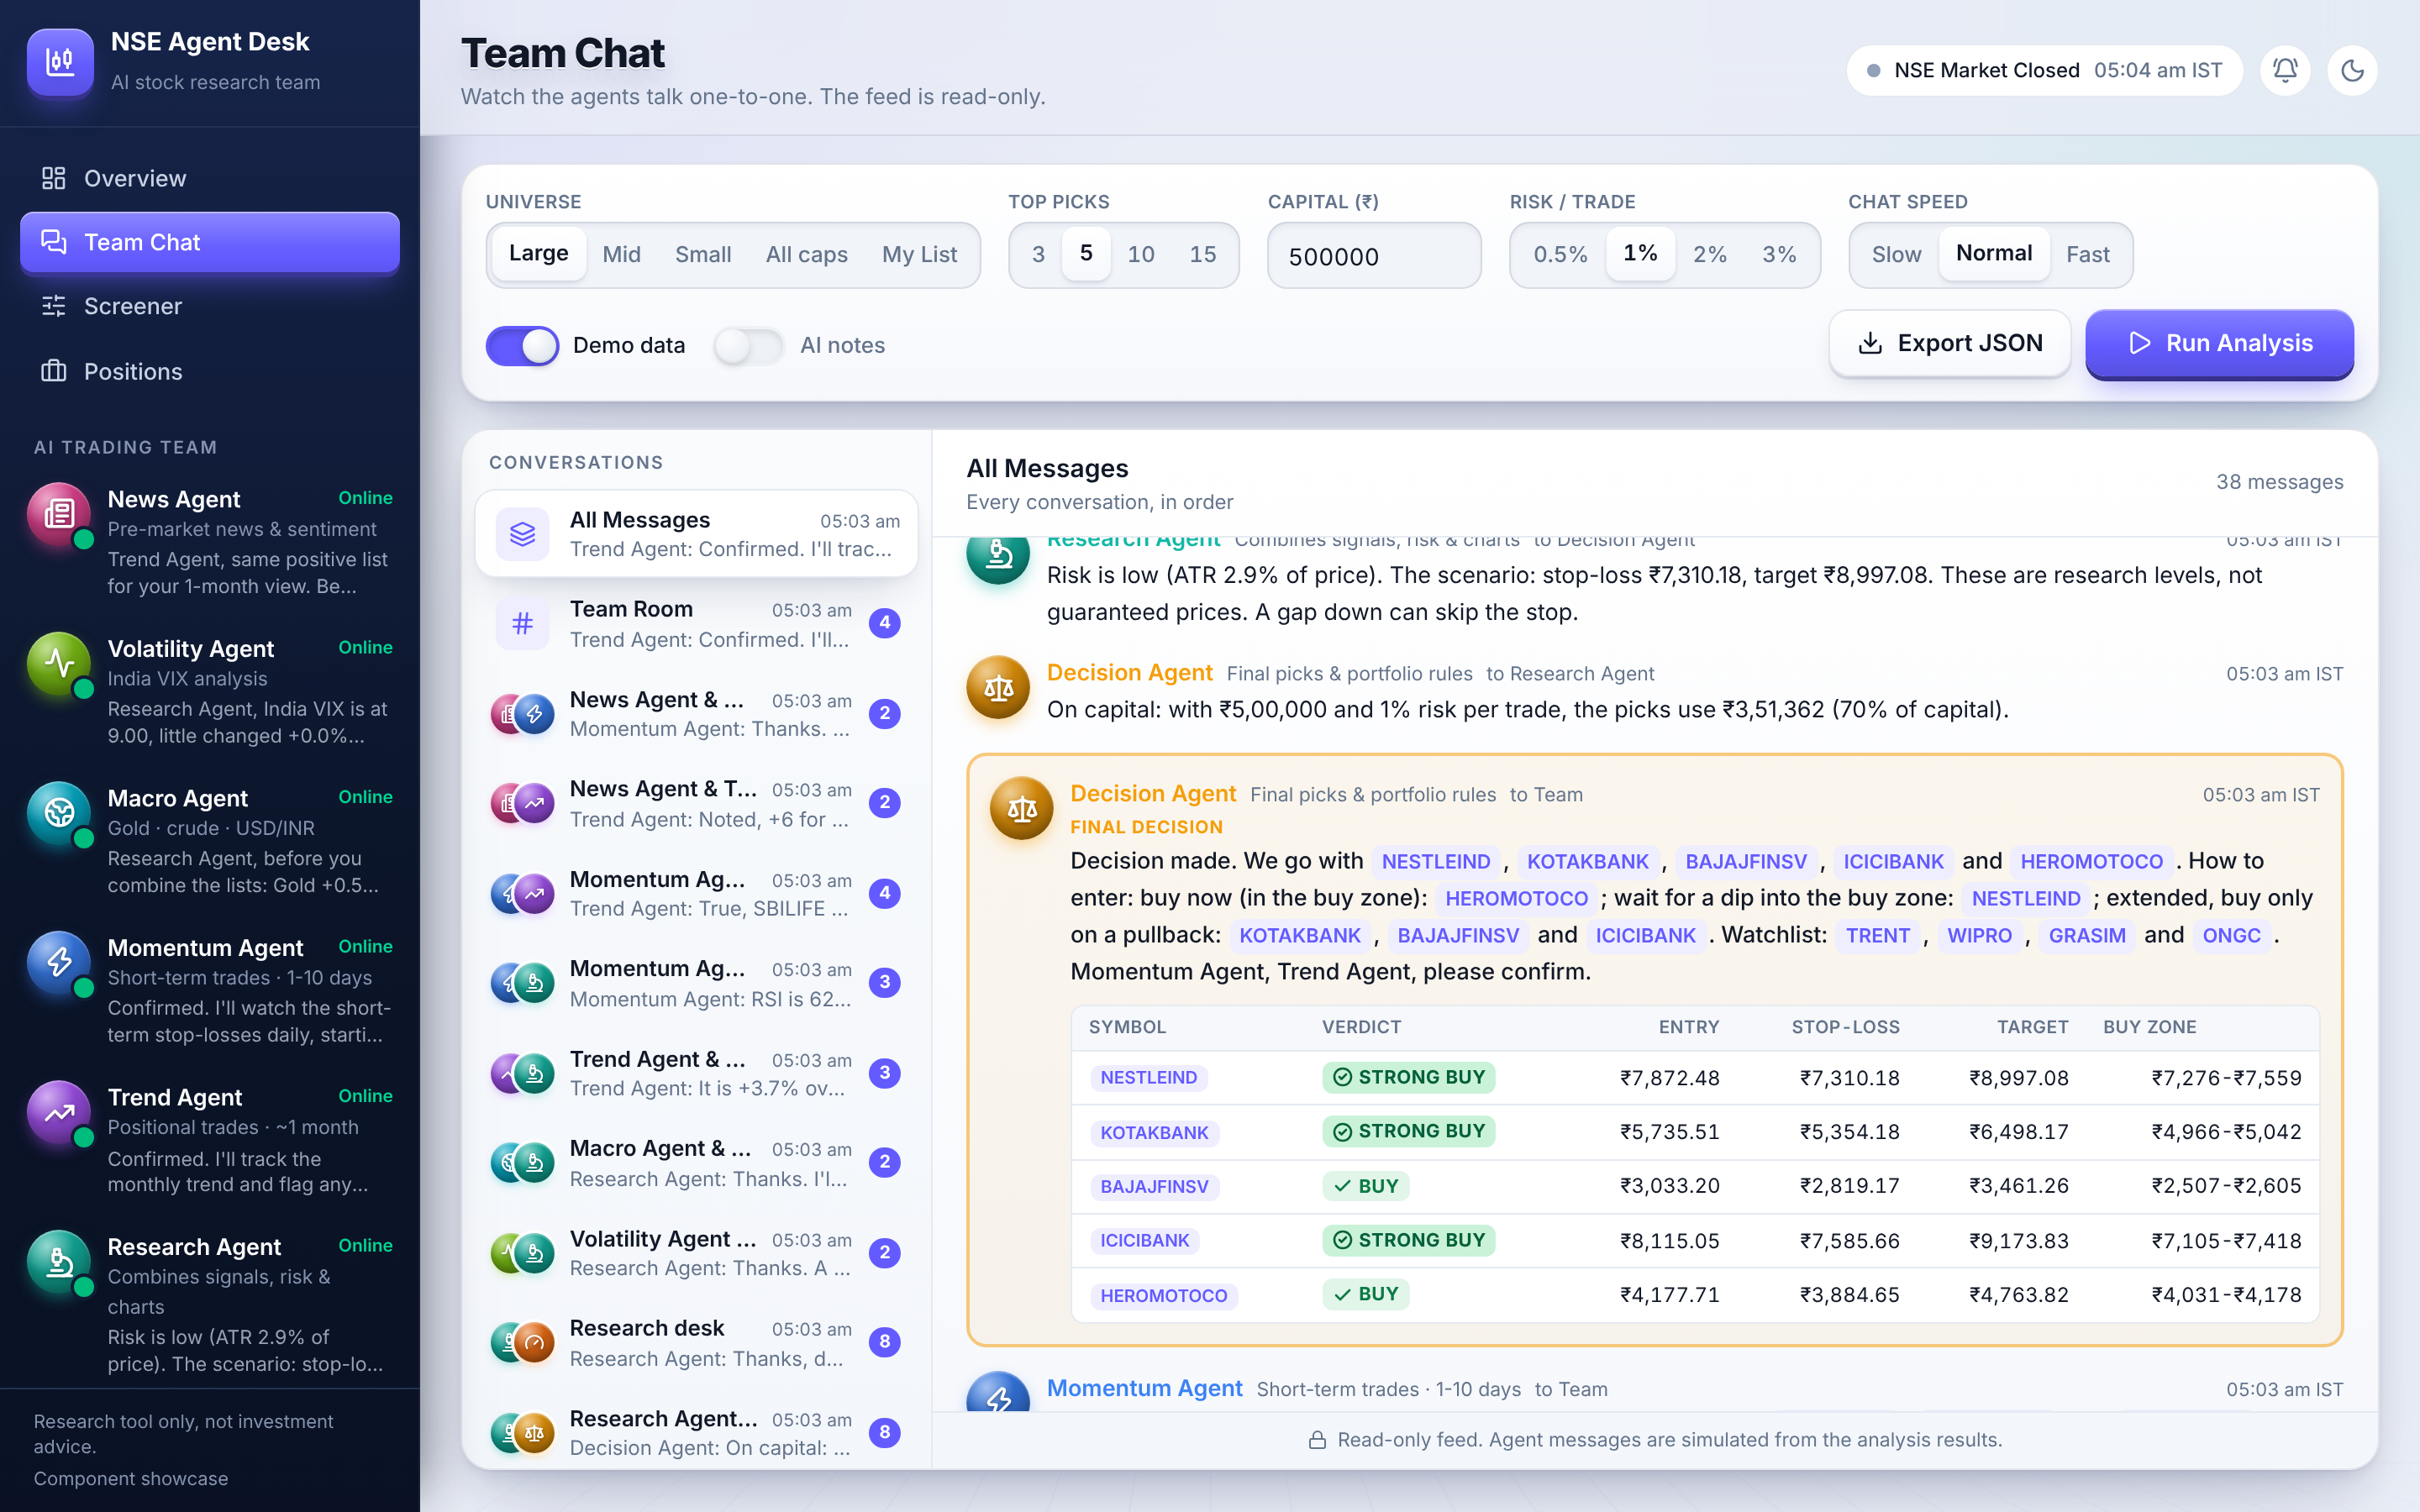 NSE Agent Desk
AI stock research team
Overview
Team Chat
Screener
Positions
AI TRADING TEAM
News Agent Online
Pre-market news & sentiment
Trend Agent, same positive list
for your 1-month view. Be...
Volatility Agent Online
India VIX analysis
Research Agent, India VIX is at
9.00, little changed +0.0%...
Macro Agent Online
Gold · crude · USD/INR
Research Agent, before you
combine the lists: Gold +0.5...
Momentum Agent Online
Short-term trades · 1-10 days
Confirmed. I'll watch the short-
term stop-losses daily, starti...
Trend Agent Online
Positional trades · ~1 month
Confirmed. I'll track the
monthly trend and flag any...
Research Agent Online
Combines signals, risk &
charts
Risk is low (ATR 2.9% of
price). The scenario: stop-lo...
Research tool only, not investment
advice.
Component showcase
Team Chat
Watch the agents talk one-to-one. The feed is read-only.
NSE Market Closed 05:04 am IST
UNIVERSE
Large Mid Small All caps My List
TOP PICKS
3 5 10 15
CAPITAL (₹)
500000
RISK / TRADE
0.5% 1% 2% 3%
CHAT SPEED
Slow Normal Fast
Demo data AI notes
Export JSON Run Analysis
CONVERSATIONS
All Messages 05:03 am
Trend Agent: Confirmed. I'll trac...
Team Room 05:03 am
Trend Agent: Confirmed. I'll... 4
News Agent & ... 05:03 am
Momentum Agent: Thanks. ... 2
News Agent & T... 05:03 am
Trend Agent: Noted, +6 for ... 2
Momentum Ag... 05:03 am
Trend Agent: True, SBILIFE ... 4
Momentum Ag... 05:03 am
Momentum Agent: RSI is 62... 3
Trend Agent & ... 05:03 am
Trend Agent: It is +3.7% ov... 3
Macro Agent & ... 05:03 am
Research Agent: Thanks. I'l... 2
Volatility Agent ... 05:03 am
Research Agent: Thanks. A ... 2
Research desk 05:03 am
Research Agent: Thanks, d... 8
Research Agent... 05:03 am
Decision Agent: On capital: ... 8
All Messages
Every conversation, in order
38 messages
Research Agent Combines signals, risk & charts to Decision Agent 05:03 am IST
Risk is low (ATR 2.9% of price). The scenario: stop-loss ₹7,310.18, target ₹8,997.08. These are research levels, not
guaranteed prices. A gap down can skip the stop.
Decision Agent Final picks & portfolio rules to Research Agent 05:03 am IST
On capital: with ₹5,00,000 and 1% risk per trade, the picks use ₹3,51,362 (70% of capital).
Decision Agent Final picks & portfolio rules to Team 05:03 am IST
FINAL DECISION
Decision made. We go with NESTLEIND , KOTAKBANK , BAJAJFINSV , ICICIBANK and HEROMOTOCO . How to
enter: buy now (in the buy zone): HEROMOTOCO ; wait for a dip into the buy zone: NESTLEIND ; extended, buy only
on a pullback: KOTAKBANK , BAJAJFINSV and ICICIBANK . Watchlist: TRENT , WIPRO , GRASIM and ONGC .
Momentum Agent, Trend Agent, please confirm.
SYMBOL VERDICT ENTRY STOP-LOSS TARGET BUY ZONE
NESTLEIND STRONG BUY ₹7,872.48 ₹7,310.18 ₹8,997.08 ₹7,276-₹7,559
KOTAKBANK STRONG BUY ₹5,735.51 ₹5,354.18 ₹6,498.17 ₹4,966-₹5,042
BAJAJFINSV BUY ₹3,033.20 ₹2,819.17 ₹3,461.26 ₹2,507-₹2,605
ICICIBANK STRONG BUY ₹8,115.05 ₹7,585.66 ₹9,173.83 ₹7,105-₹7,418
HEROMOTOCO BUY ₹4,177.71 ₹3,884.65 ₹4,763.82 ₹4,031-₹4,178
Momentum Agent Short-term trades · 1-10 days to Team 05:03 am IST
Read-only feed. Agent messages are simulated from the analysis results.